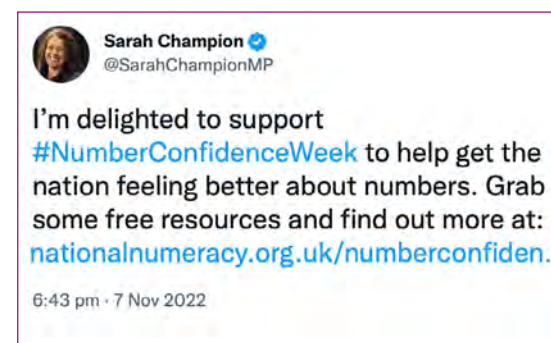 Sarah Champion
@SarahChampionMP
I'm delighted to support
#NumberConfidenceWeek to help get the
nation feeling better about numbers. Grab
some free resources and find out more at:
nationalnumeracy.org.uk/numberconfiden.
6:43 pm · 7 Nov 2022